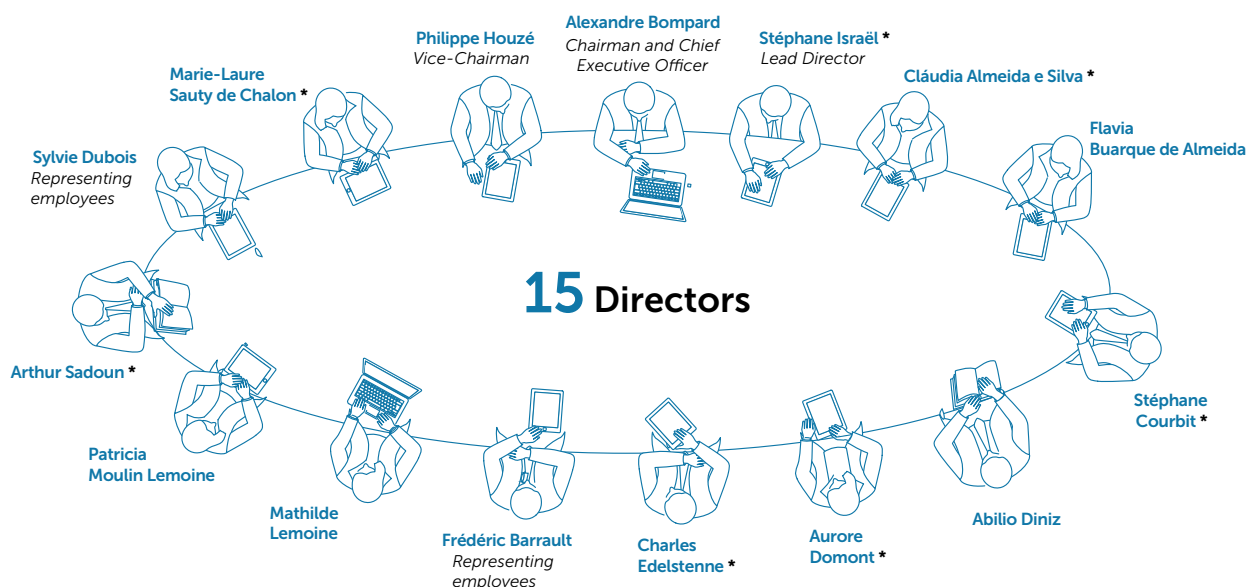 Alexandre Bompard
Chairman and Chief
Executive Officer
Philippe Houzé
Vice-Chairman
Stéphane Israël *
Lead Director
Marie-Laure
Sauty de Chalon *
Cláudia Almeida e Silva *
Sylvie Dubois
Representing
employees
Flavia
Buarque de Almeida
15 Directors
Arthur Sadoun *
Stéphane
Courbit *
Patricia
Moulin Lemoine
Mathilde
Lemoine
Frédéric Barrault
Representing
employees
Charles
Edelstenne *
Aurore
Domont *
Abilio Diniz